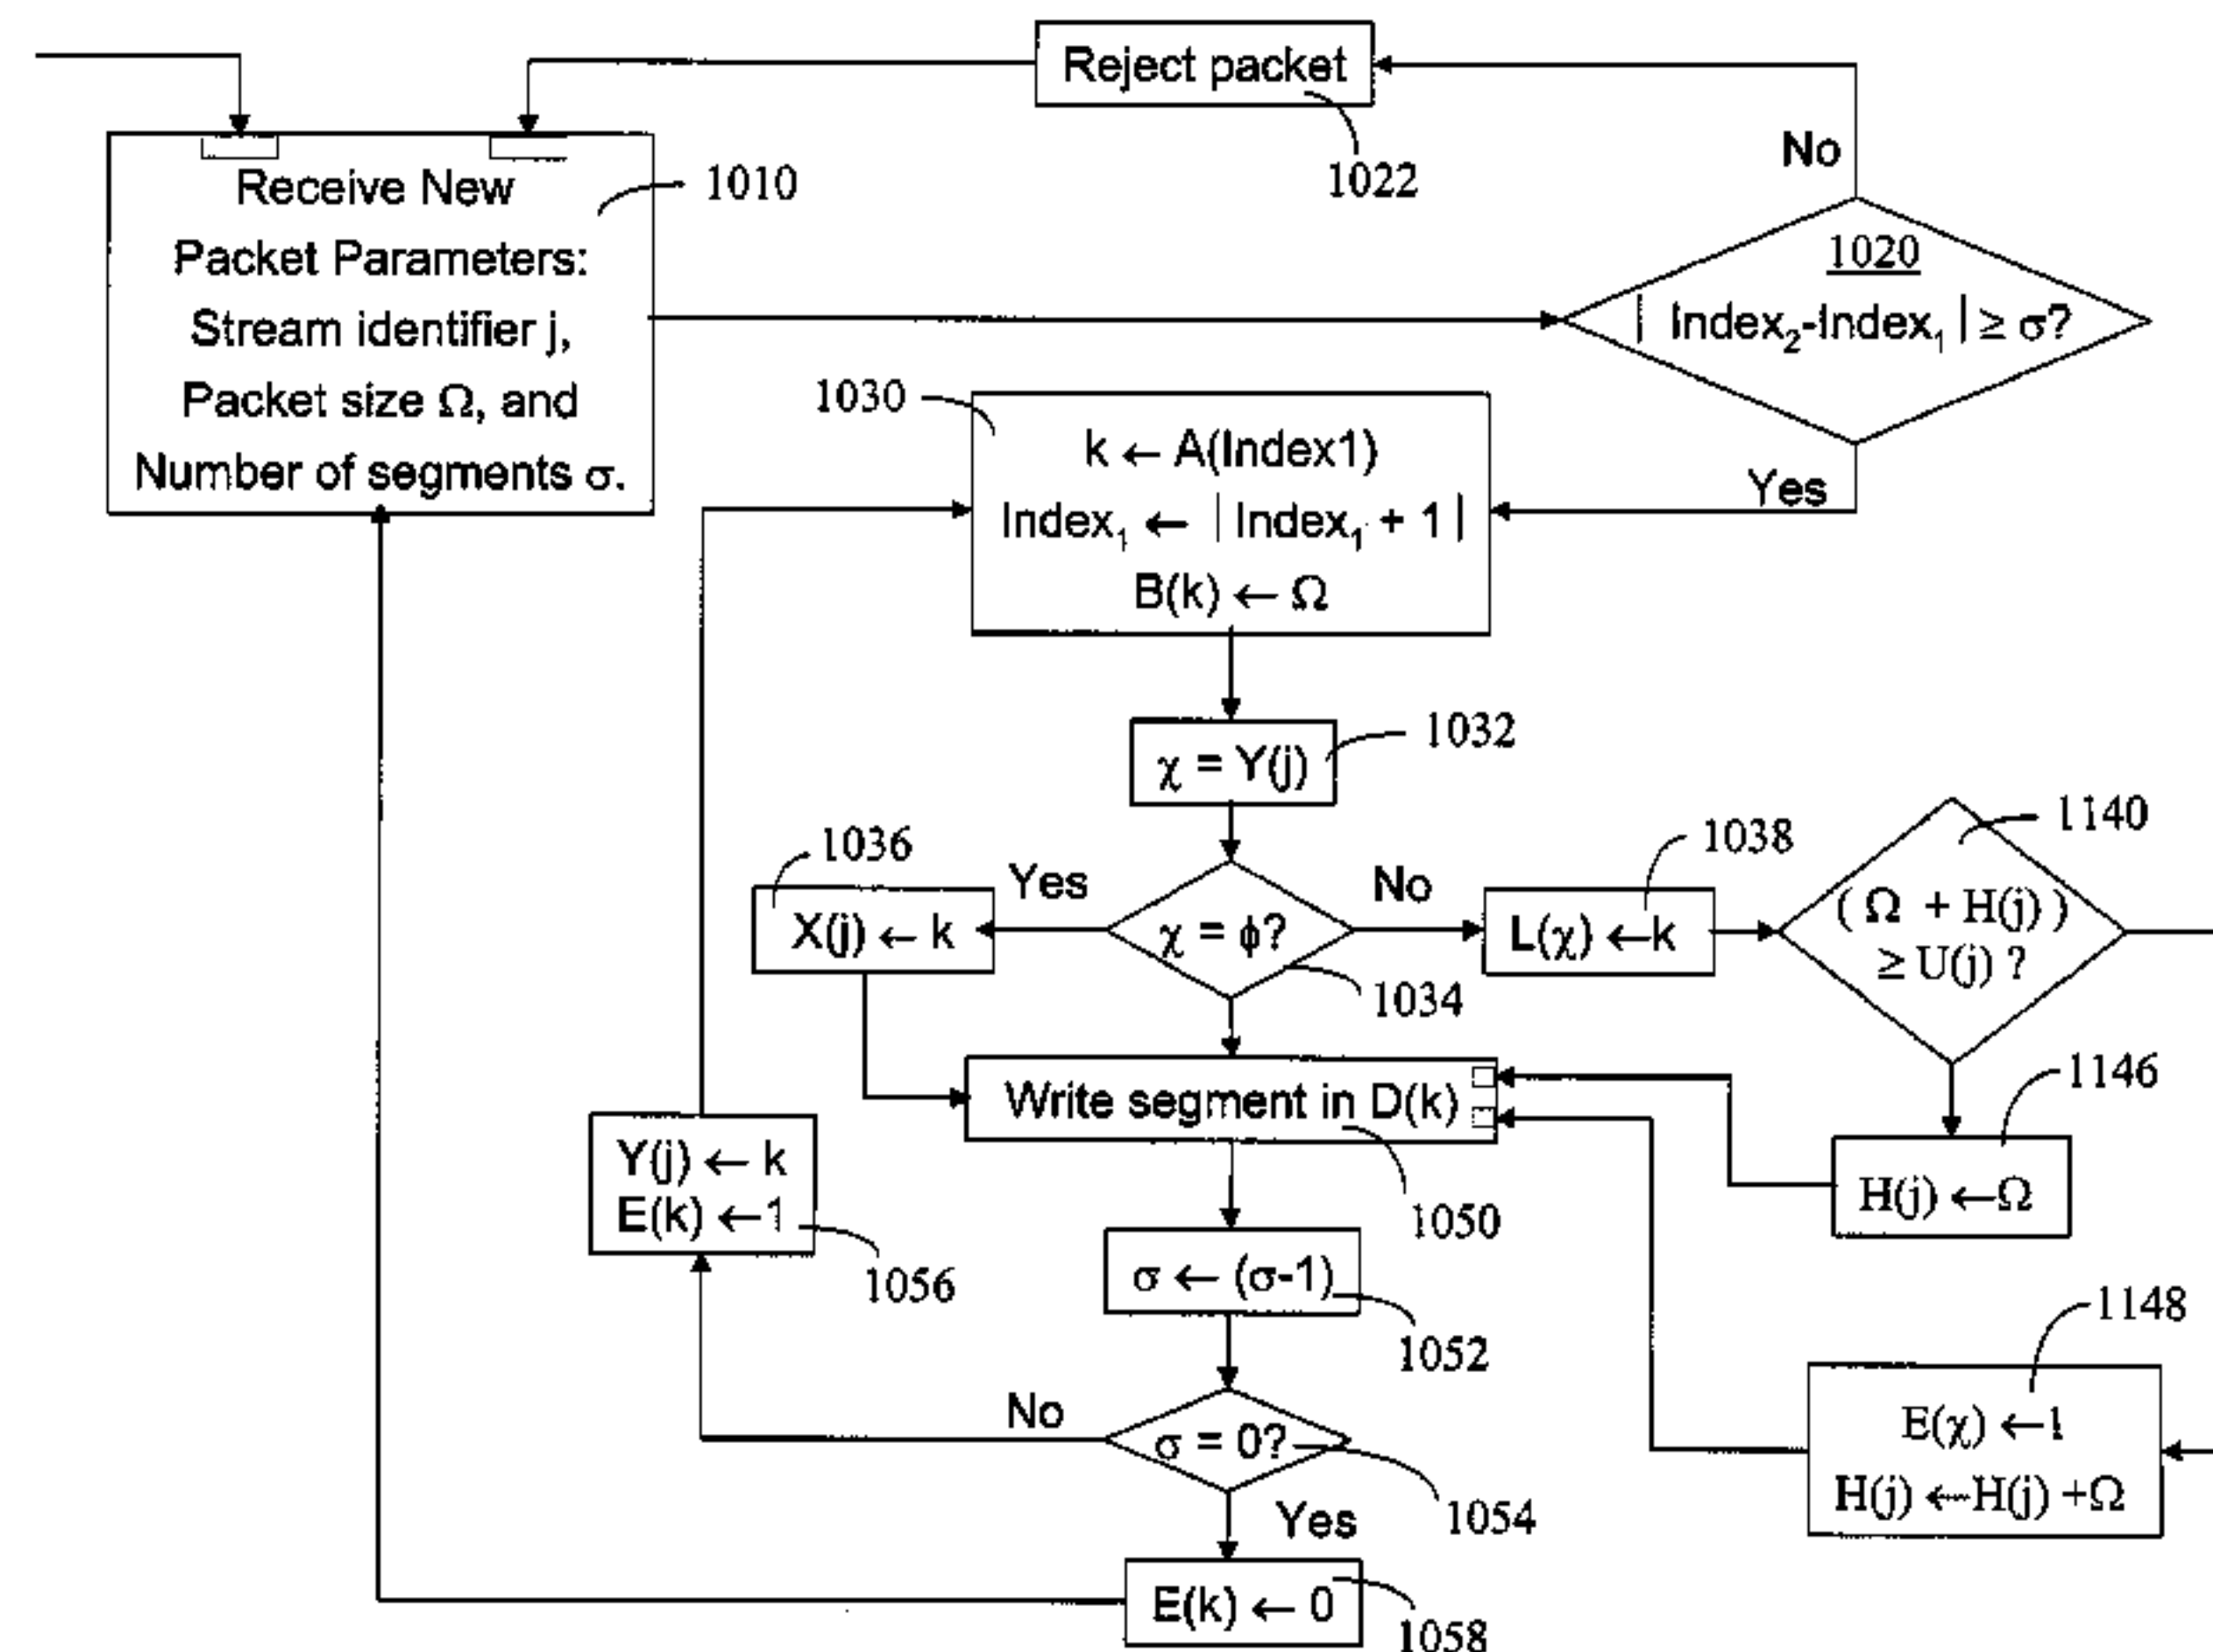 Reject packet
1022
No
Receive New
Packet Parameters:
Stream identifier j,
Packet size Ω, and
Number of segments σ.
1010
1020
| Index₂-Index₁ | ≥ σ?
Yes
1030
k ← A(Index1)
Index₁ ← | Index₁ + 1 |
B(k) ← Ω
χ = Y(j)
1032
1036
X(j) ← k
Yes
χ = ϕ?
1034
No
L(χ) ←k
1038
1140
( Ω + H(j) )
≥ U(j) ?
1146
H(j) ←Ω
Write segment in D(k)
1050
Y(j) ← k
E(k) ←1
1056
σ ← (σ-1)
1052
1148
E(χ) ←1
H(j) ←H(j) +Ω
No
σ = 0?
1054
Yes
E(k) ← 0
1058